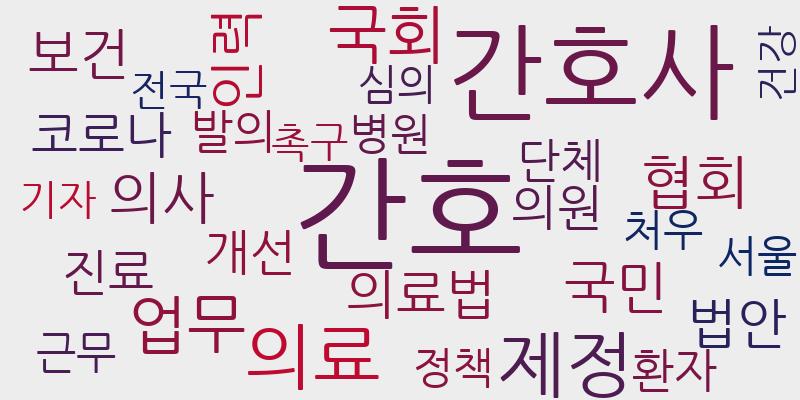 보건
전국
인력
국회
심의
간호사
건강
코로나
발의
촉구
병원
단체
협회
기자
의사
간호
의원
처우
서울
진료
개선
의료법
국민
법안
업무
의료
근무
정책
제정
환자